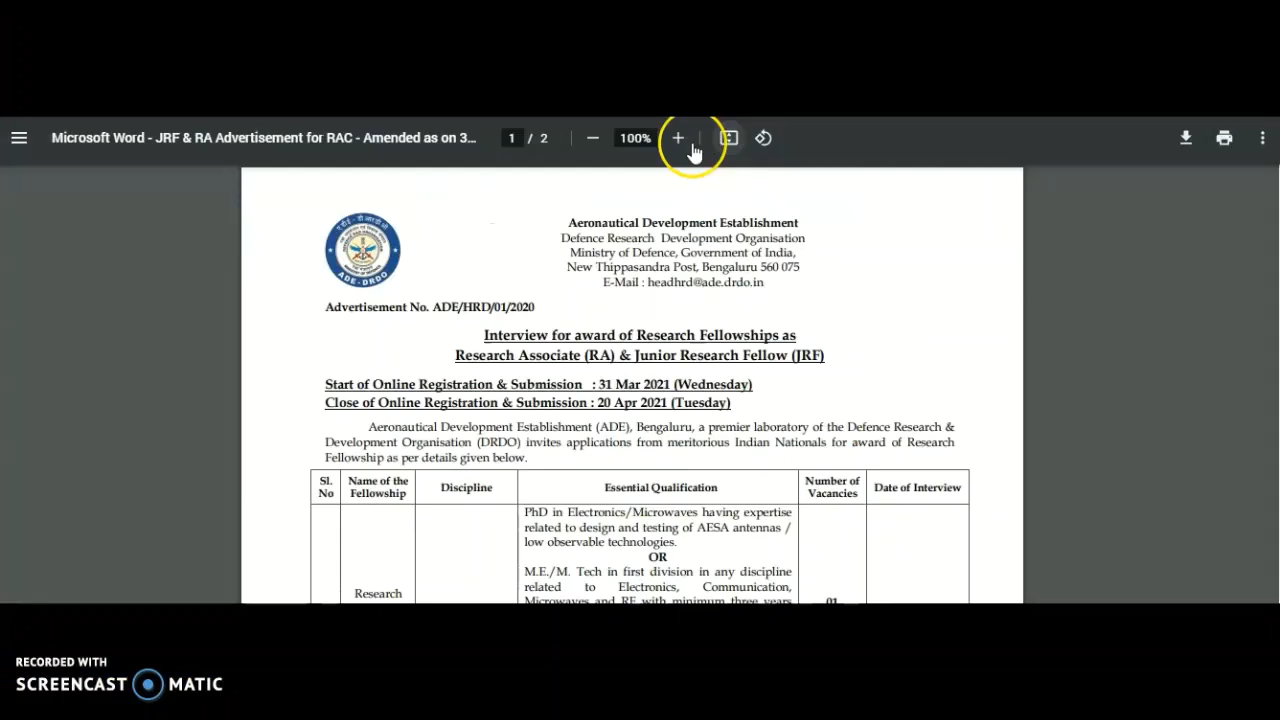 Microsoft Word - JRF & RA Advertisement for RAC - Amended as on 3...
1 / 2
100%
ADE-DRDO
Aeronautical Development Establishment
Defence Research Development Organisation
Ministry of Defence, Government of India,
New Thippasandra Post, Bengaluru 560 075
E-Mail : headhrd@ade.drdo.in
Advertisement No. ADE/HRD/01/2020
Interview for award of Research Fellowships as
Research Associate (RA) & Junior Research Fellow (JRF)
Start of Online Registration & Submission : 31 Mar 2021 (Wednesday)
Close of Online Registration & Submission : 20 Apr 2021 (Tuesday)
Aeronautical Development Establishment (ADE), Bengaluru, a premier laboratory of the Defence Research &
Development Organisation (DRDO) invites applications from meritorious Indian Nationals for award of Research
Fellowship as per details given below.
Sl. No
Name of the Fellowship
Discipline
Essential Qualification
Number of Vacancies
Date of Interview
PhD in Electronics/Microwaves having expertise
related to design and testing of AESA antennas /
low observable technologies.
OR
M.E./M. Tech in first division in any discipline
related to Electronics, Communication,
Microwaves and RF with minimum three years
Research
01
RECORDED WITH
SCREENCAST MATIC